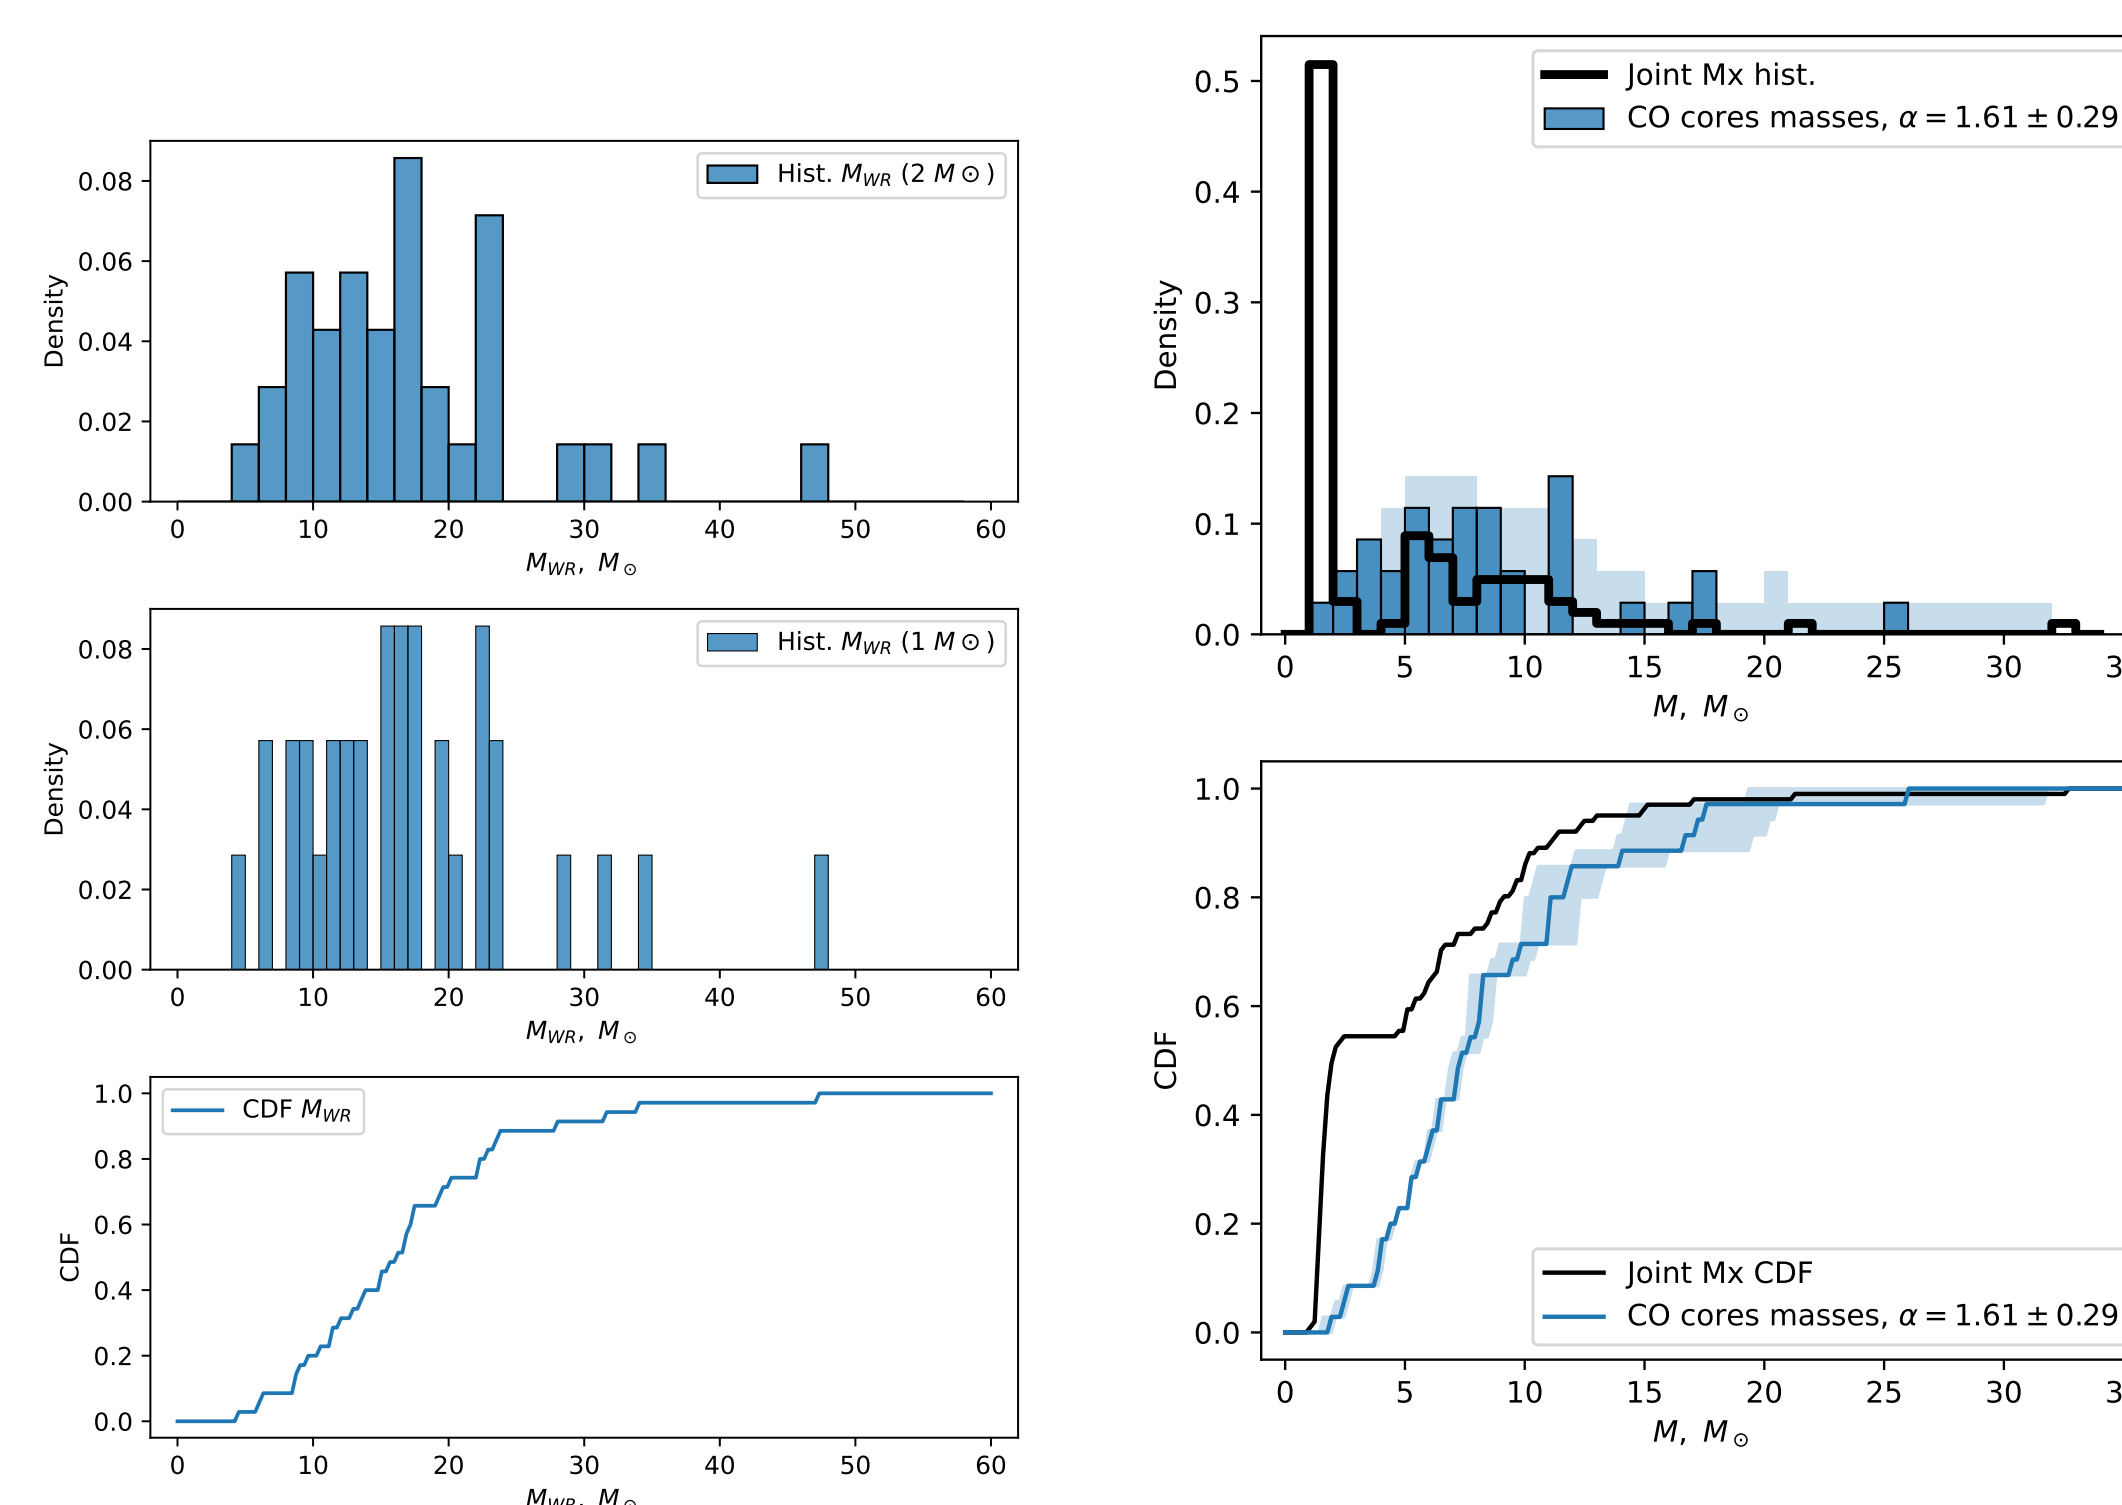 Hist. M_WR (2 M⊙)
Density
0.08
0.06
0.04
0.02
0.00
0 10 20 30 40 50 60
M_WR, M⊙
Hist. M_WR (1 M⊙)
Density
0.08
0.06
0.04
0.02
0.00
0 10 20 30 40 50 60
M_WR, M⊙
CDF M_WR
CDF
1.0
0.8
0.6
0.4
0.2
0.0
0 10 20 30 40 50 60
M_WR, M⊙
Joint Mx hist.
CO cores masses, α = 1.61 ± 0.29
Density
0.5
0.4
0.3
0.2
0.1
0.0
0 5 10 15 20 25 30 3
M, M⊙
CDF
1.0
0.8
0.6
0.4
0.2
0.0
Joint Mx CDF
CO cores masses, α = 1.61 ± 0.29
0 5 10 15 20 25 30 3
M, M⊙